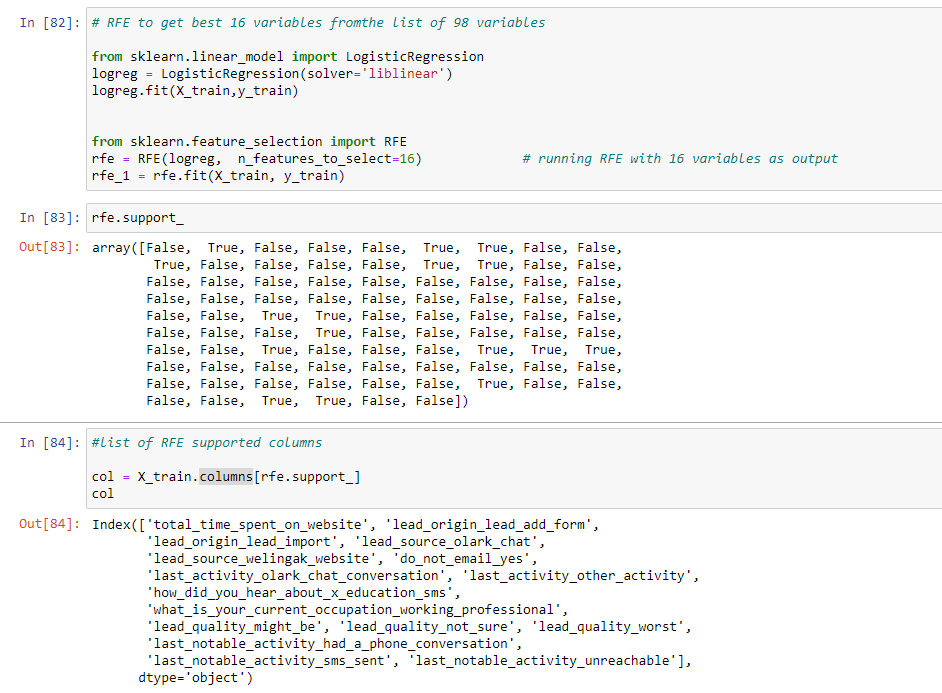 In [82]: # RFE to get best 16 variables fromthe list of 98 variables
from sklearn.linear_model import LogisticRegression
logreg = LogisticRegression(solver='liblinear')
logreg.fit(X_train,y_train)
from sklearn.feature_selection import RFE
rfe = RFE(logreg,  n_features_to_select=16)             # running RFE with 16 variables as output
rfe_1 = rfe.fit(X_train, y_train)
In [83]: rfe.support_
Out[83]: array([False,  True, False, False, False,  True,  True, False, False,
True, False, False, False, False,  True,  True, False, False,
False, False, False, False, False, False, False, False, False,
False, False, False, False, False, False, False, False, False,
False, False,  True,  True, False, False, False, False, False,
False, False, False,  True, False, False, False, False, False,
False, False,  True, False, False, False,  True,  True,  True,
False, False, False, False, False, False, False, False, False,
False, False, False, False, False, False,  True, False, False,
False, False,  True,  True, False, False])
In [84]: #list of RFE supported columns
col = X_train.columns[rfe.support_]
col
Out[84]: Index(['total_time_spent_on_website', 'lead_origin_lead_add_form',
'lead_origin_lead_import', 'lead_source_olark_chat',
'lead_source_welingak_website', 'do_not_email_yes',
'last_activity_olark_chat_conversation', 'last_activity_other_activity',
'how_did_you_hear_about_x_education_sms',
'what_is_your_current_occupation_working_professional',
'lead_quality_might_be', 'lead_quality_not_sure', 'lead_quality_worst',
'last_notable_activity_had_a_phone_conversation',
'last_notable_activity_sms_sent', 'last_notable_activity_unreachable'],
dtype='object')